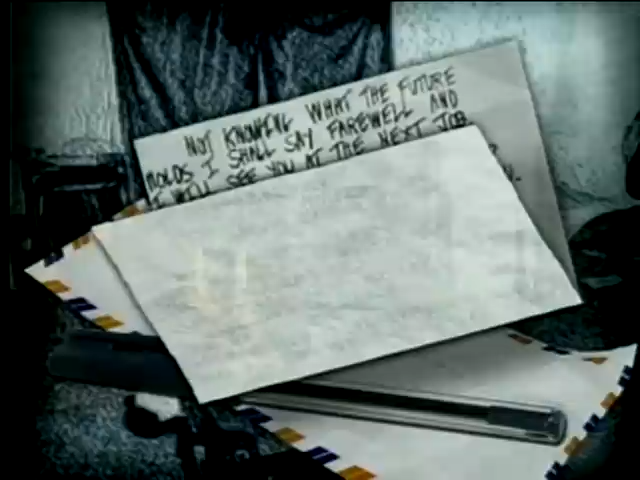 NOT KNOWING WHAT THE FUTURE
HOLDS I SHALL SAY FAREWELL AND
I WILL SEE YOU AT THE NEXT JOB